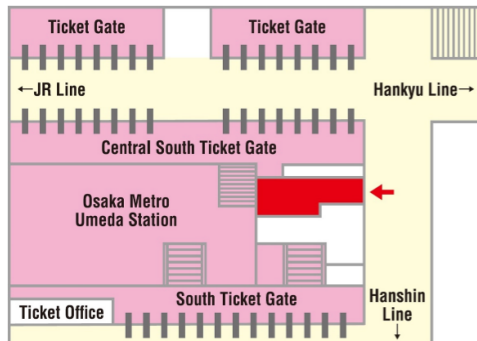 Ticket Gate
Ticket Gate
←JR Line
Hankyu Line→
Central South Ticket Gate
Osaka Metro
Umeda Station
South Ticket Gate
Ticket Office
Hanshin
Line
↓